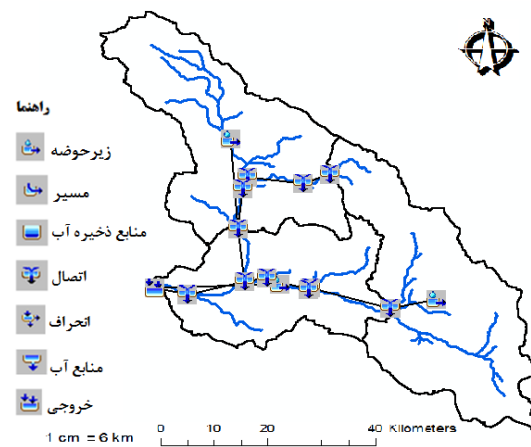 راهنما
زیرحوضه
مسیر
منابع ذخیره آب
اتصال
انحراف
منابع آب
خروجی
1 cm = 6 km
0 10 20 40 Kilometers